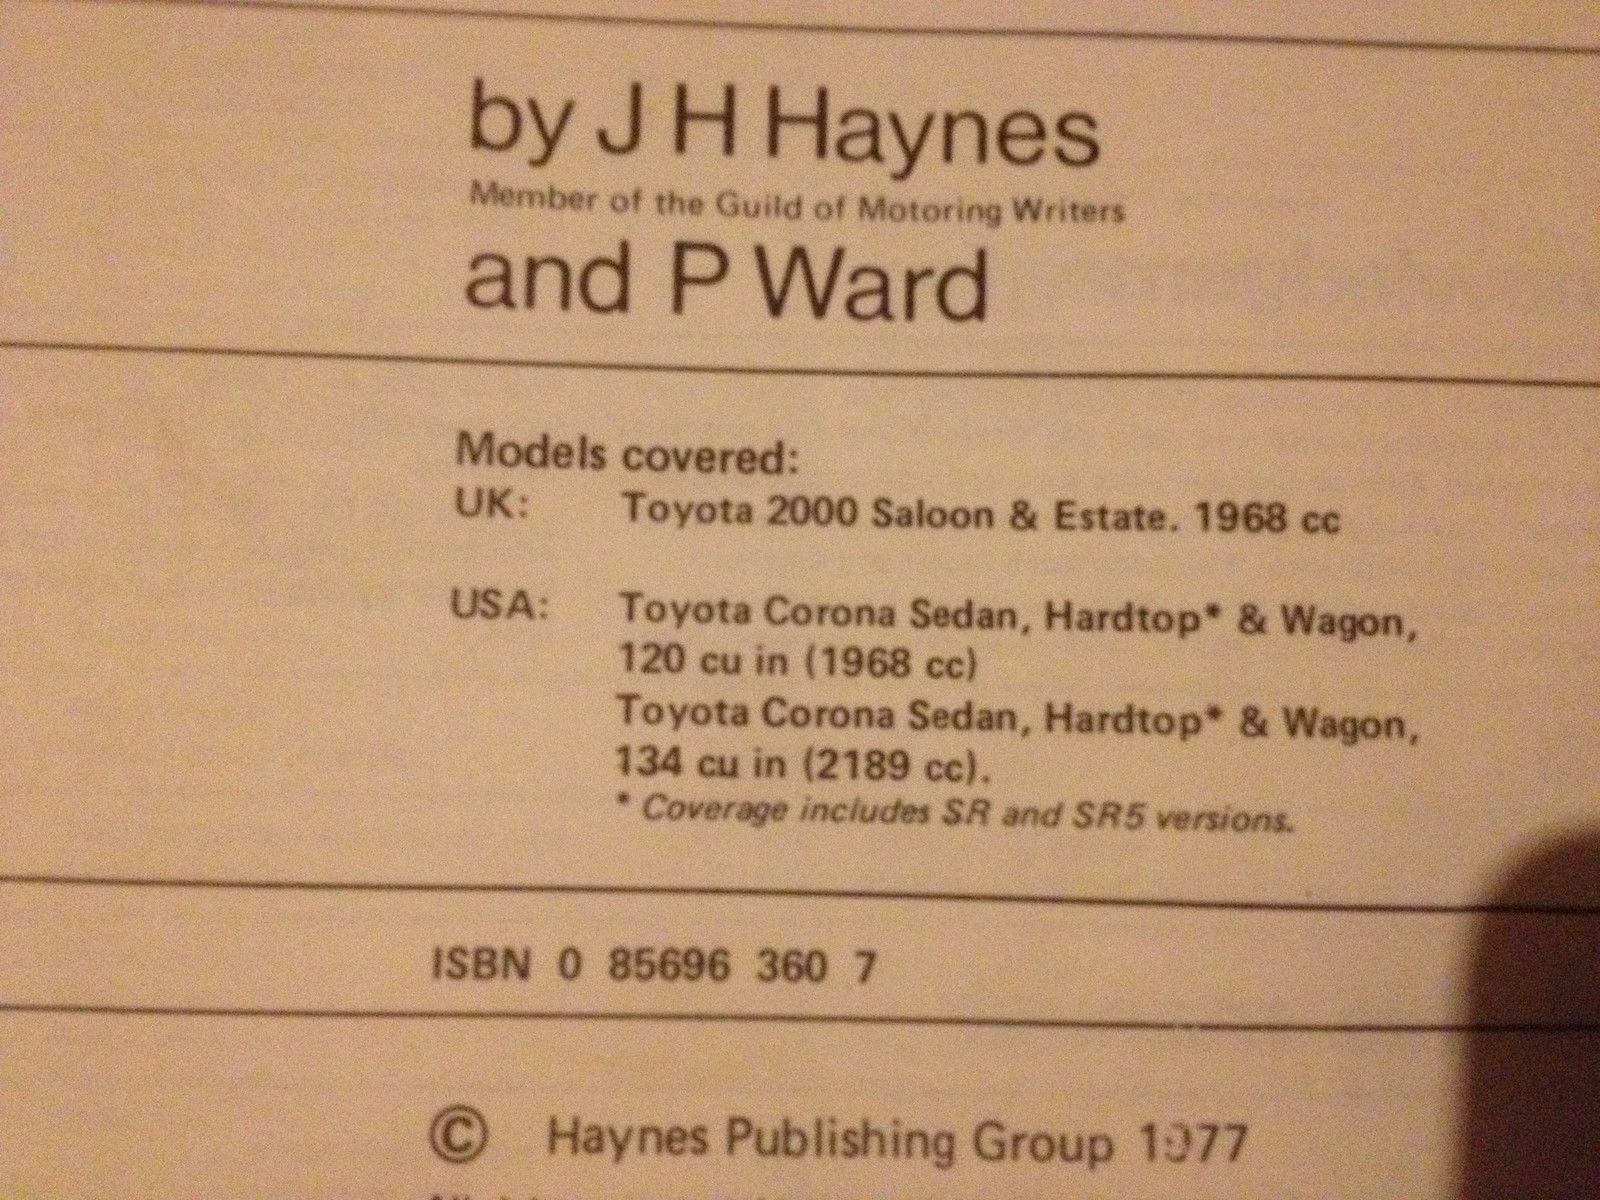 by J H Haynes
Member of the Guild of Motoring Writers
and P Ward
Models covered:
UK: Toyota 2000 Saloon & Estate. 1968 cc
USA: Toyota Corona Sedan, Hardtop* & Wagon,
120 cu in (1968 cc)
Toyota Corona Sedan, Hardtop* & Wagon,
134 cu in (2189 cc).
* Coverage includes SR and SR5 versions.
ISBN 0 85696 360 7
© Haynes Publishing Group 1977